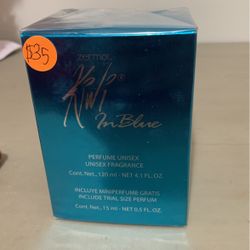 $35
zermat
Kiwi®
In Blue
PERFUME UNISEX
UNISEX FRAGRANCE
Cont. Net., 120 ml - NET 4.1 FL. OZ.
INCLUYE MINIPERFUME GRATIS
INCLUDE TRIAL SIZE PERFUM
Cont. Net., 15 ml - NET 0.5 FL. OZ.